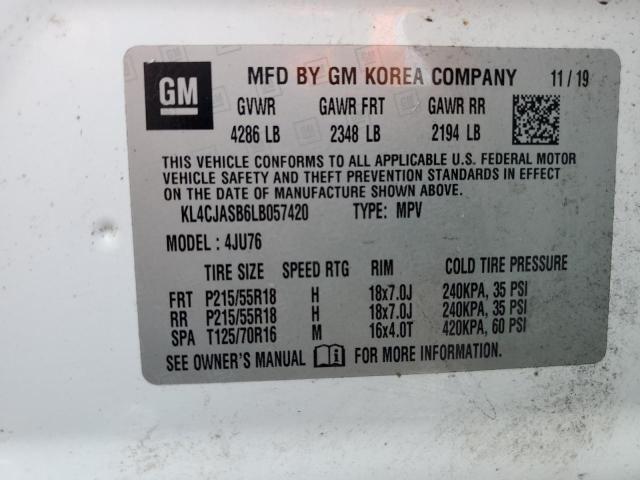 GM MFD BY GM KOREA COMPANY 11/19
GVWR GAWR FRT GAWR RR
4286 LB 2348 LB 2194 LB
THIS VEHICLE CONFORMS TO ALL APPLICABLE U.S. FEDERAL MOTOR
VEHICLE SAFETY AND THEFT PREVENTION STANDARDS IN EFFECT
ON THE DATE OF MANUFACTURE SHOWN ABOVE.
KL4CJASB6LB057420 TYPE: MPV
MODEL : 4JU76
TIRE SIZE SPEED RTG RIM COLD TIRE PRESSURE
FRT P215/55R18 H 18x7.0J 240KPA, 35 PSI
RR P215/55R18 H 18x7.0J 240KPA, 35 PSI
SPA T125/70R16 M 16x4.0T 420KPA, 60 PSI
SEE OWNER'S MANUAL FOR MORE INFORMATION.